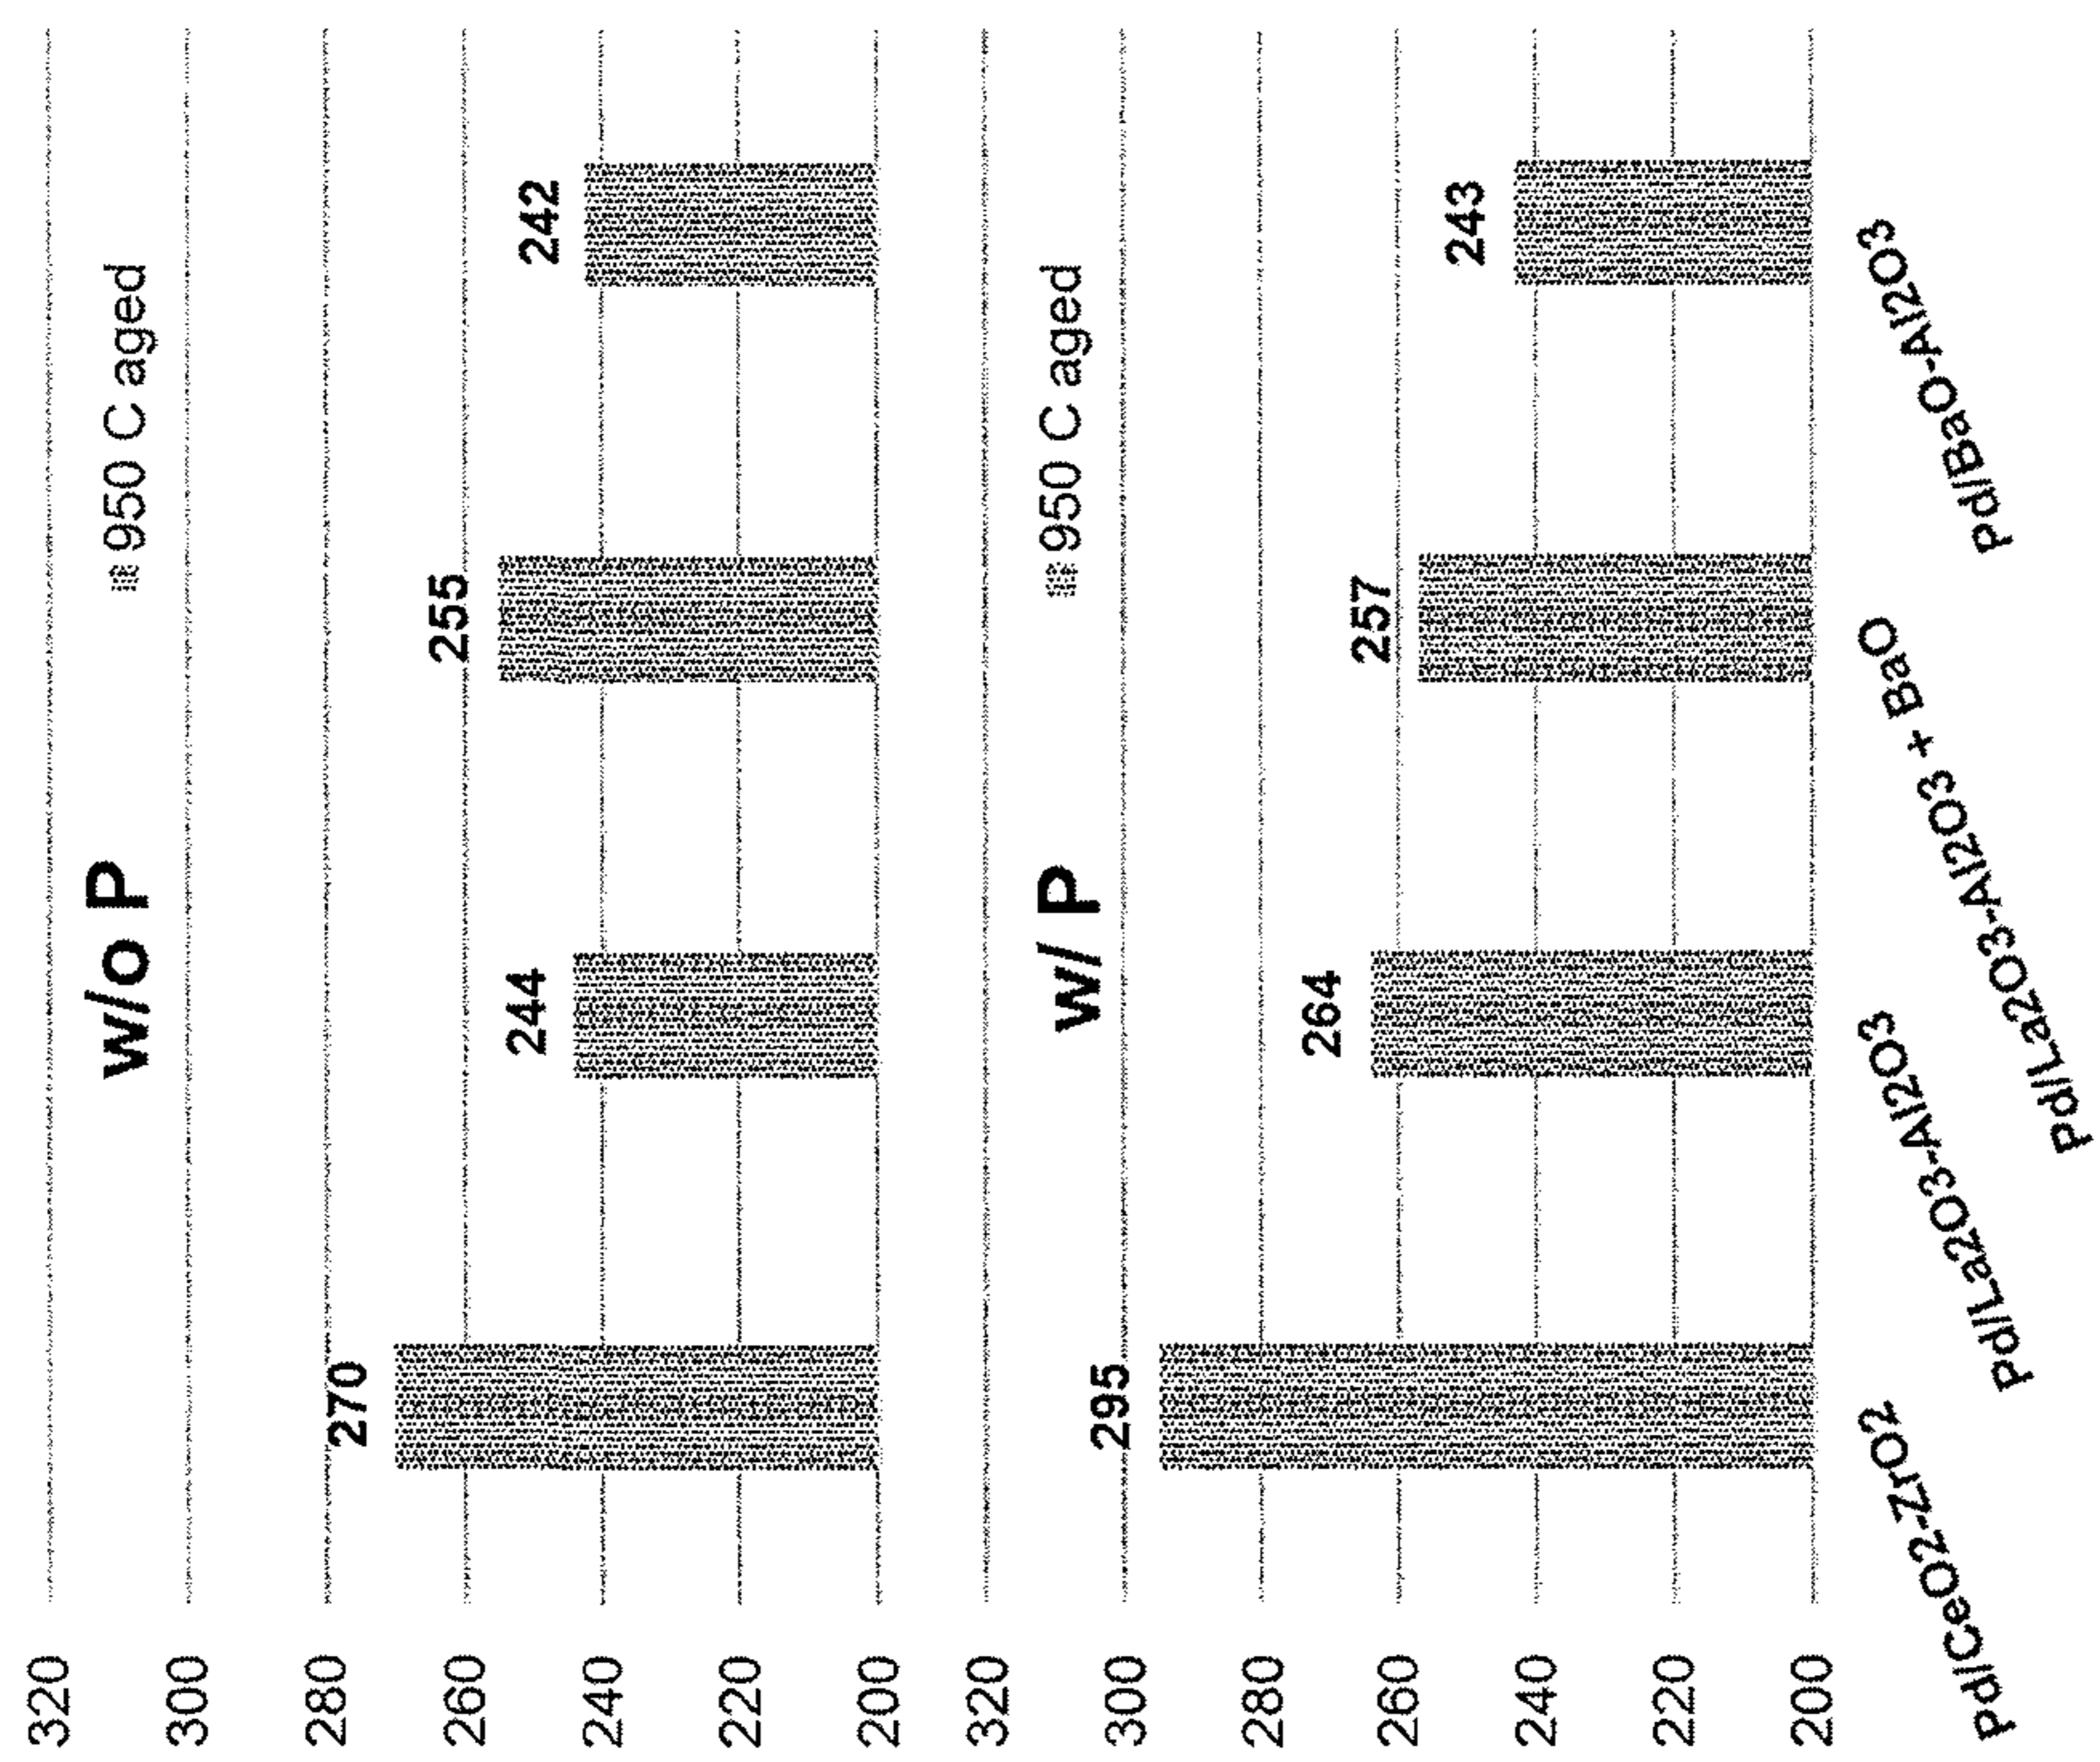 w/o P
950 C aged
320
300
280
260
240
220
200
270
244
255
242
w/ P
950 C aged
320
300
280
260
240
220
200
295
264
257
243
Pd/CeO2-ZrO2
Pd/La2O3-Al2O3
Pd/La2O3-Al2O3 + BaO
Pd/BaO-Al2O3